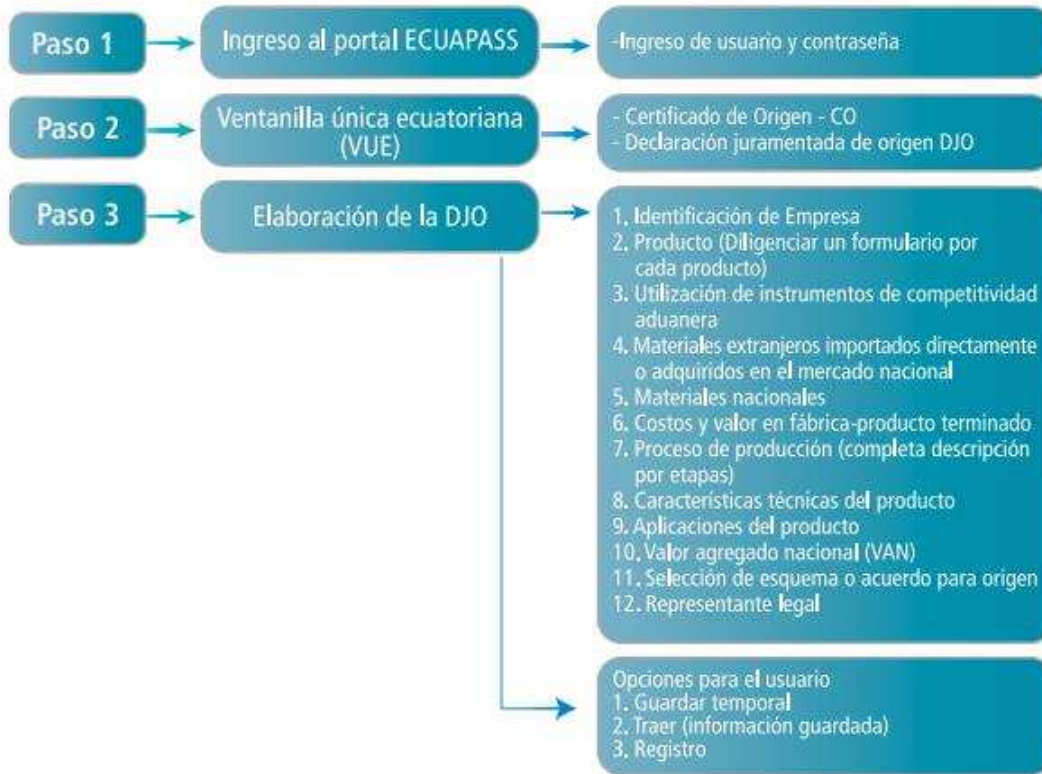 Paso 1
Ingreso al portal ECUAPASS
-Ingreso de usuario y contraseña
Paso 2
Ventanilla única ecuatoriana
(VUE)
- Certificado de Origen - CO
- Declaración juramentada de origen DJO
Paso 3
Elaboración de la DJO
1. Identificación de Empresa
2. Producto (Diligenciar un formulario por
cada producto)
3. Utilización de instrumentos de competitividad
aduanera
4. Materiales extranjeros importados directamente
o adquiridos en el mercado nacional
5. Materiales nacionales
6. Costos y valor en fábrica-producto terminado
7. Proceso de producción (completa descripción
por etapas)
8. Características técnicas del producto
9. Aplicaciones del producto
10. Valor agregado nacional (VAN)
11. Selección de esquema o acuerdo para origen
12. Representante legal
Opciones para el usuario
1. Guardar temporal
2. Traer (información guardada)
3. Registro